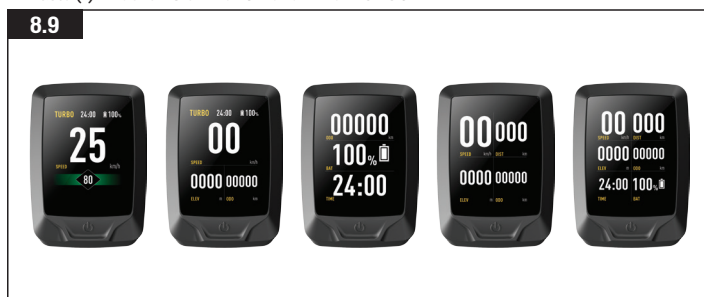 8.9
TURBO 24:00 100%
25
SPEED km/h
80
TURBO 24:00 100%
00
SPEED km/h
0000 00000
ELEV m ODO km
00000
ODO km
100%
BAT
24:00
TIME
00 000
SPEED km/h DIST km
0000 00000
ELEV m ODO km
00 000
SPEED km/h DIST km
0000 00000
ELEV m ODO km
24:00 100%
TIME BAT